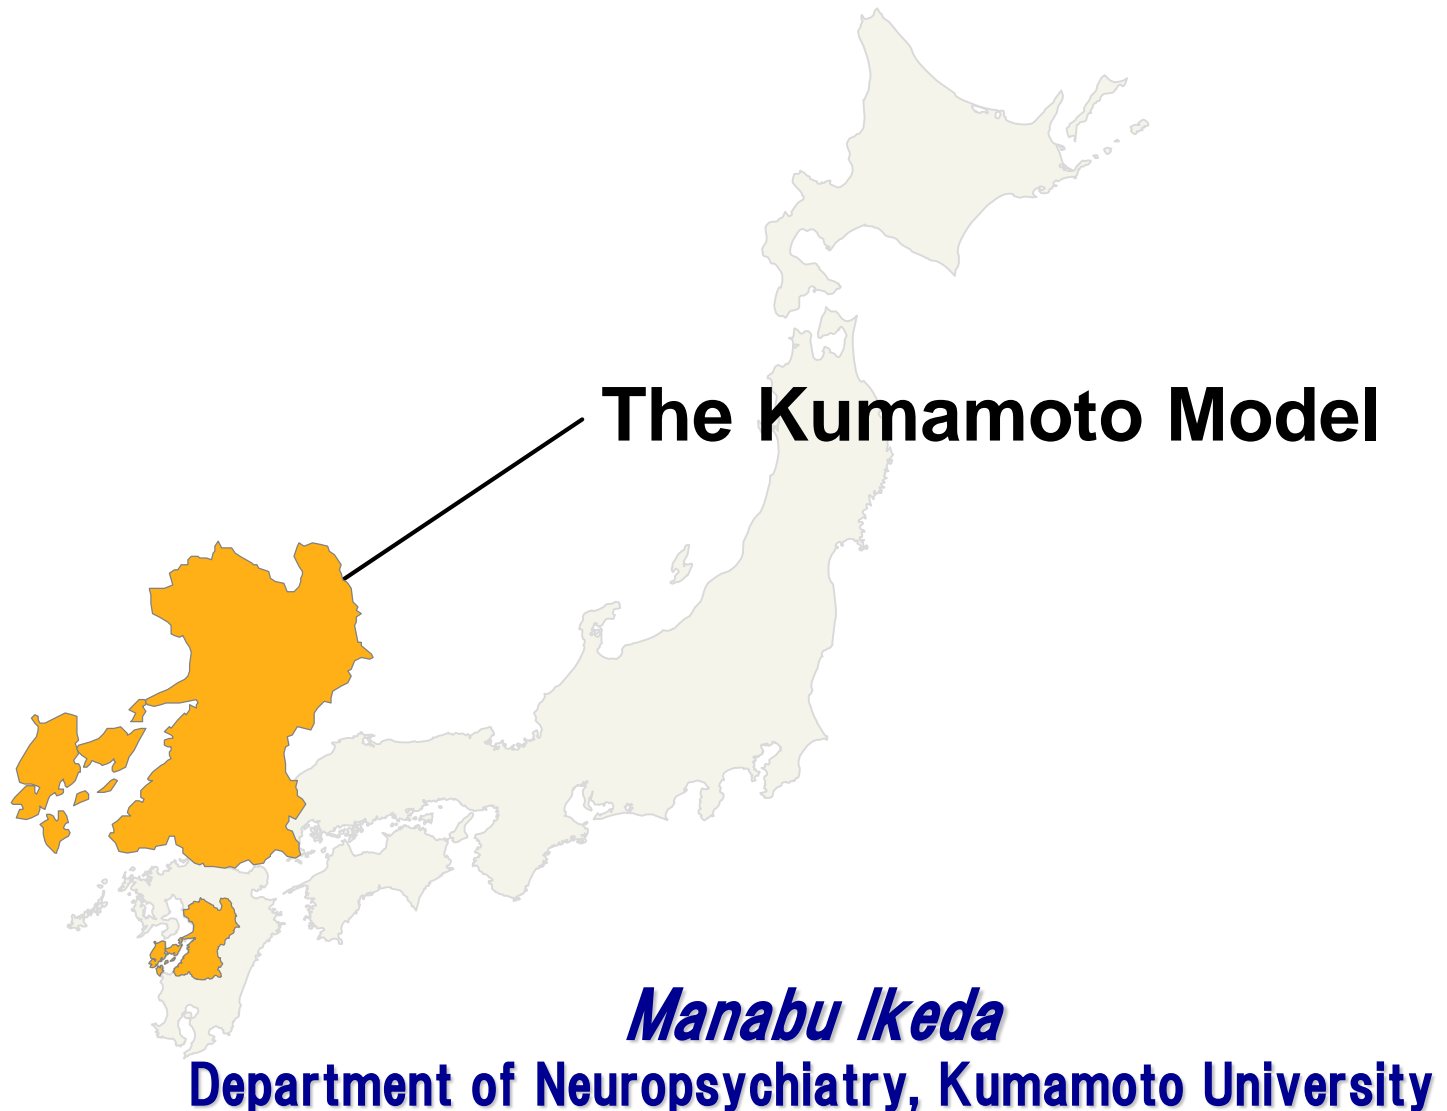 The Kumamoto Model
Manabu Ikeda
Department of Neuropsychiatry, Kumamoto University